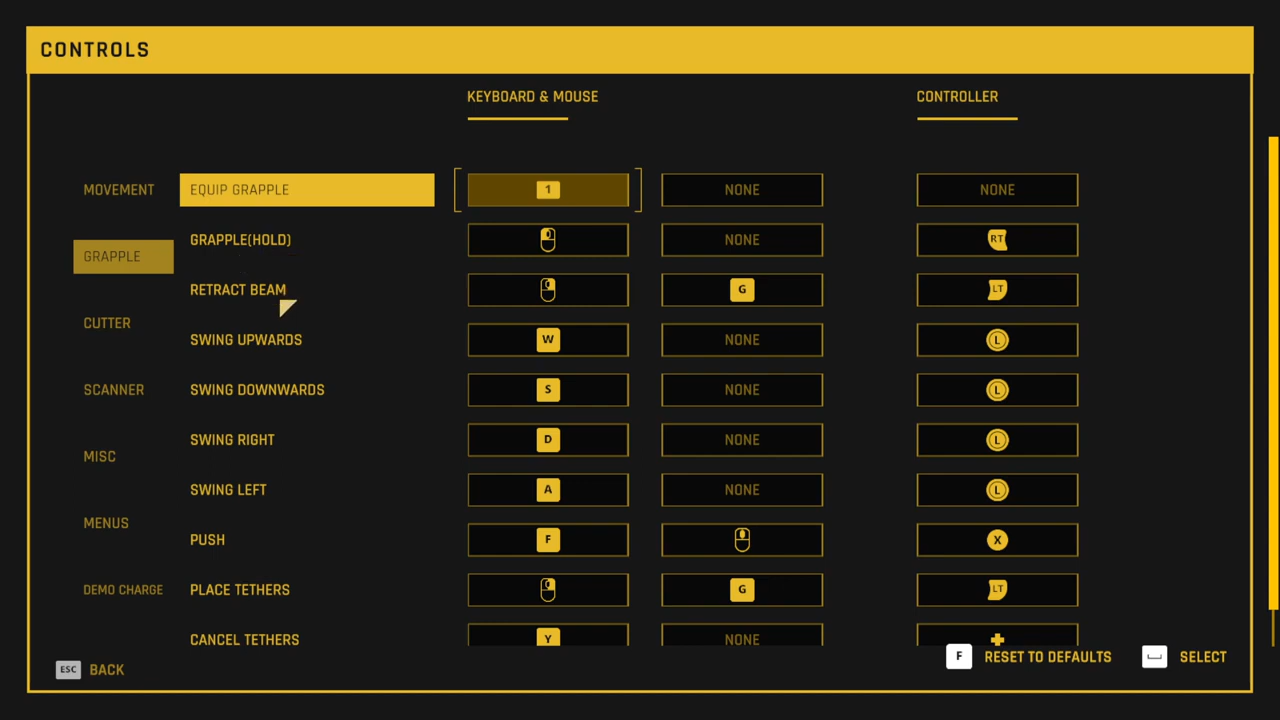 CONTROLS
KEYBOARD & MOUSE CONTROLLER
MOVEMENT EQUIP GRAPPLE 1 NONE NONE
GRAPPLE(HOLD) NONE RT
GRAPPLE
RETRACT BEAM G LT
CUTTER
SWING UPWARDS W NONE L
SCANNER SWING DOWNWARDS S NONE L
SWING RIGHT D NONE L
MISC
SWING LEFT A NONE L
MENUS
PUSH F X
DEMO CHARGE PLACE TETHERS G LT
CANCEL TETHERS Y NONE
F RESET TO DEFAULTS SELECT
ESC BACK